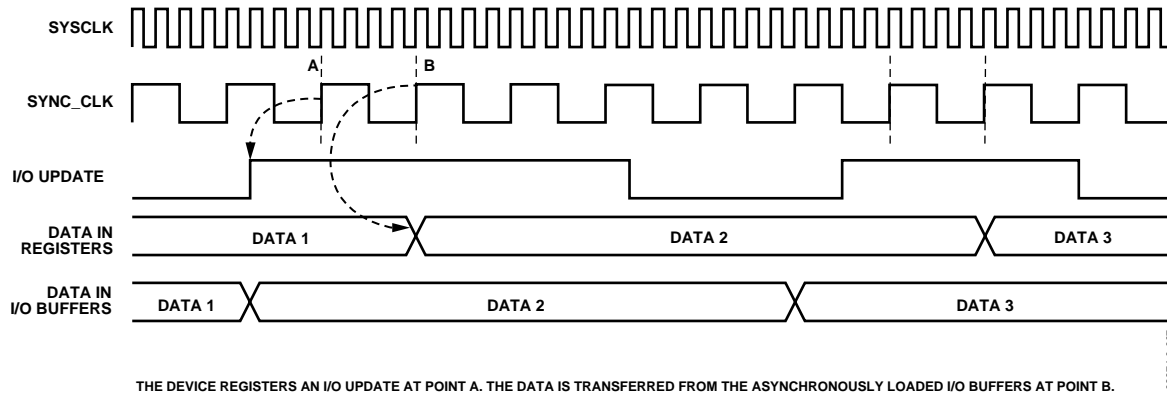 SYSCLK
A
B
SYNC_CLK
I/O UPDATE
DATA IN
REGISTERS
DATA 1
DATA 2
DATA 3
DATA IN
I/O BUFFERS
DATA 1
DATA 2
DATA 3
THE DEVICE REGISTERS AN I/O UPDATE AT POINT A. THE DATA IS TRANSFERRED FROM THE ASYNCHRONOUSLY LOADED I/O BUFFERS AT POINT B.